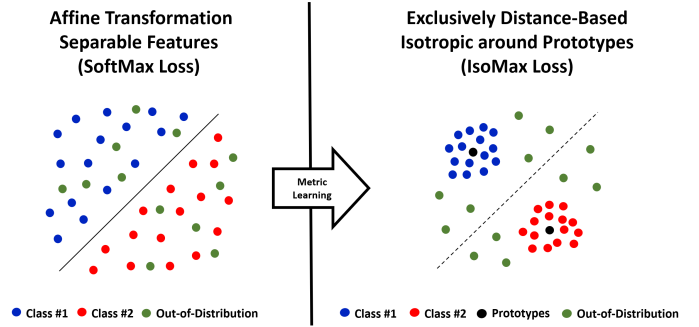 Affine Transformation
Separable Features
(SoftMax Loss)
Exclusively Distance-Based
Isotropic around Prototypes
(IsoMax Loss)
Metric
Learning
Class #1 Class #2 Out-of-Distribution
Class #1 Class #2 Prototypes Out-of-Distribution